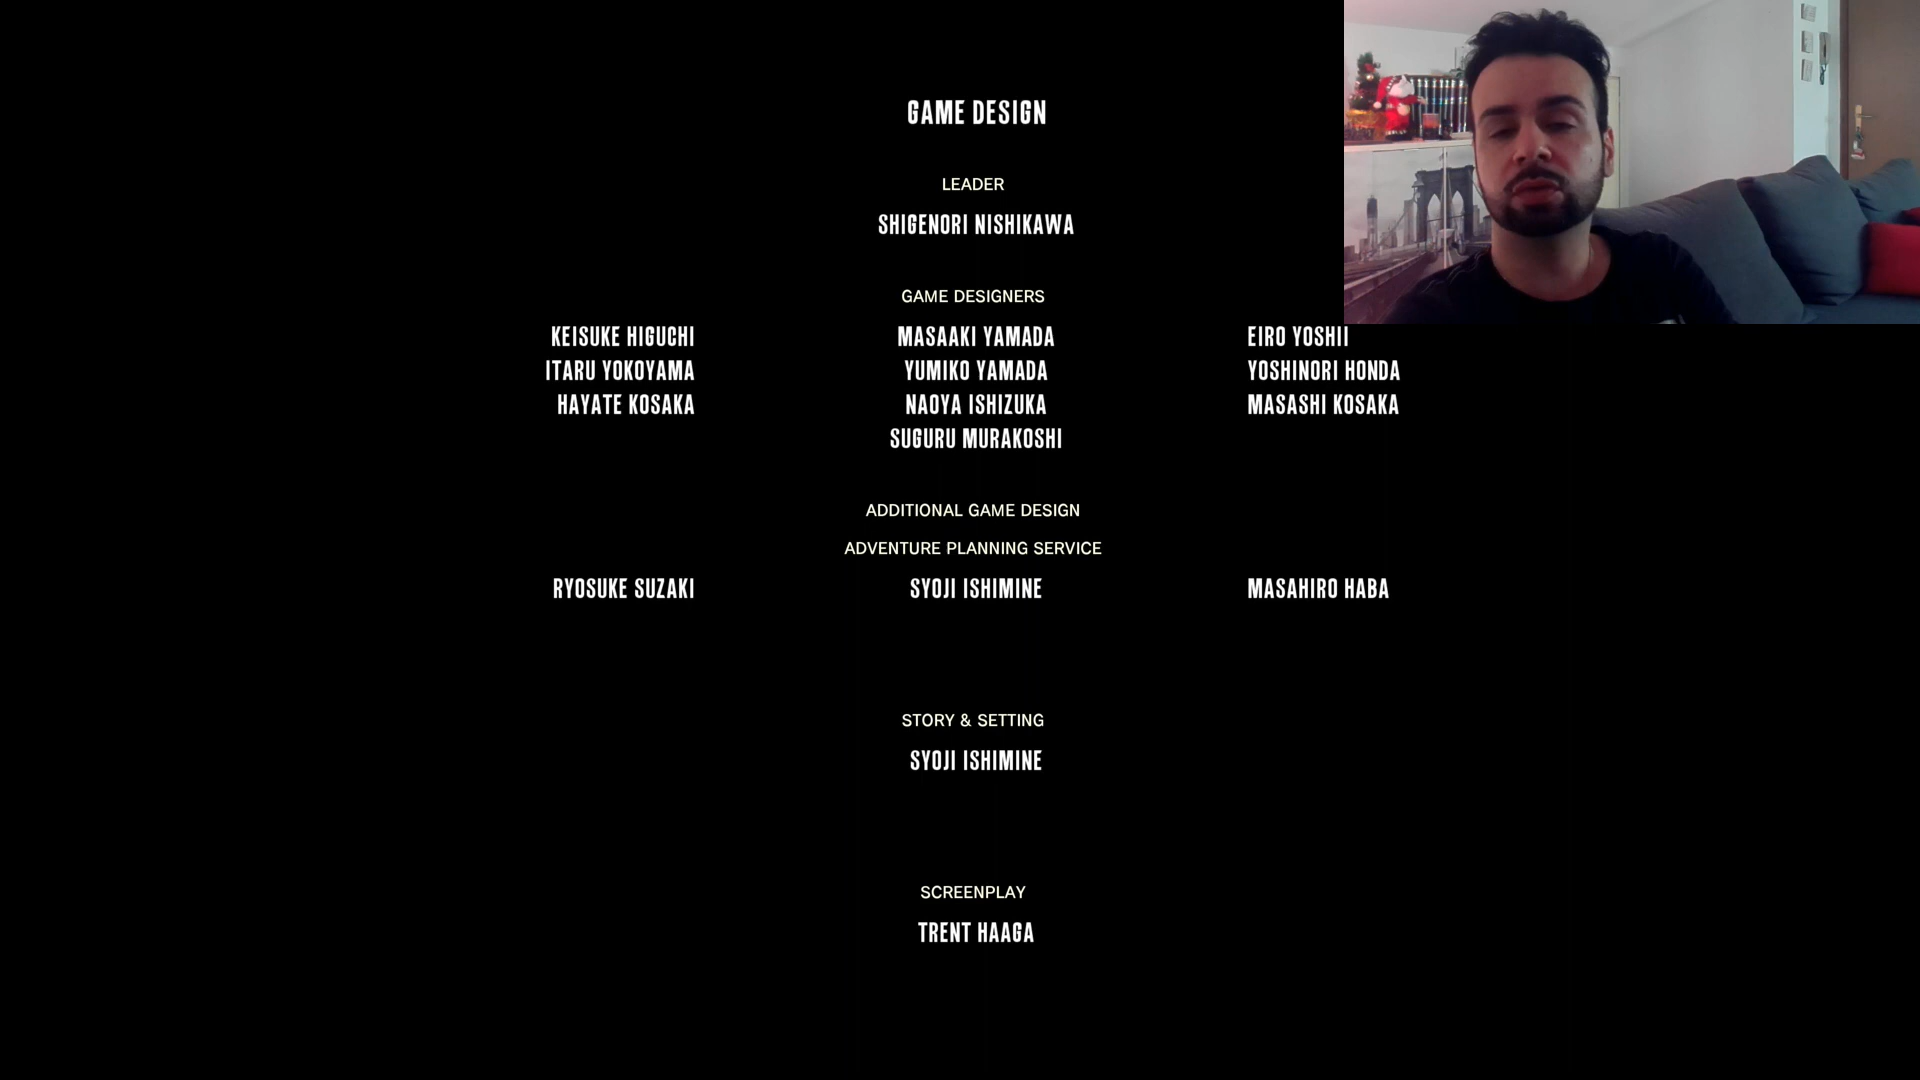 GAME DESIGN
LEADER
SHIGENORI NISHIKAWA
GAME DESIGNERS
KEISUKE HIGUCHI MASAAKI YAMADA EIRO YOSHII
ITARU YOKOYAMA YUMIKO YAMADA YOSHINORI HONDA
HAYATE KOSAKA NAOYA ISHIZUKA MASASHI KOSAKA
SUGURU MURAKOSHI
ADDITIONAL GAME DESIGN
ADVENTURE PLANNING SERVICE
RYOSUKE SUZAKI SYOJI ISHIMINE MASAHIRO HABA
STORY & SETTING
SYOJI ISHIMINE
SCREENPLAY
TRENT HAAGA